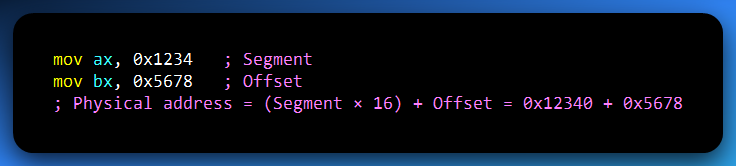 mov ax, 0x1234   ; Segment
mov bx, 0x5678   ; Offset
; Physical address = (Segment × 16) + Offset = 0x12340 + 0x5678